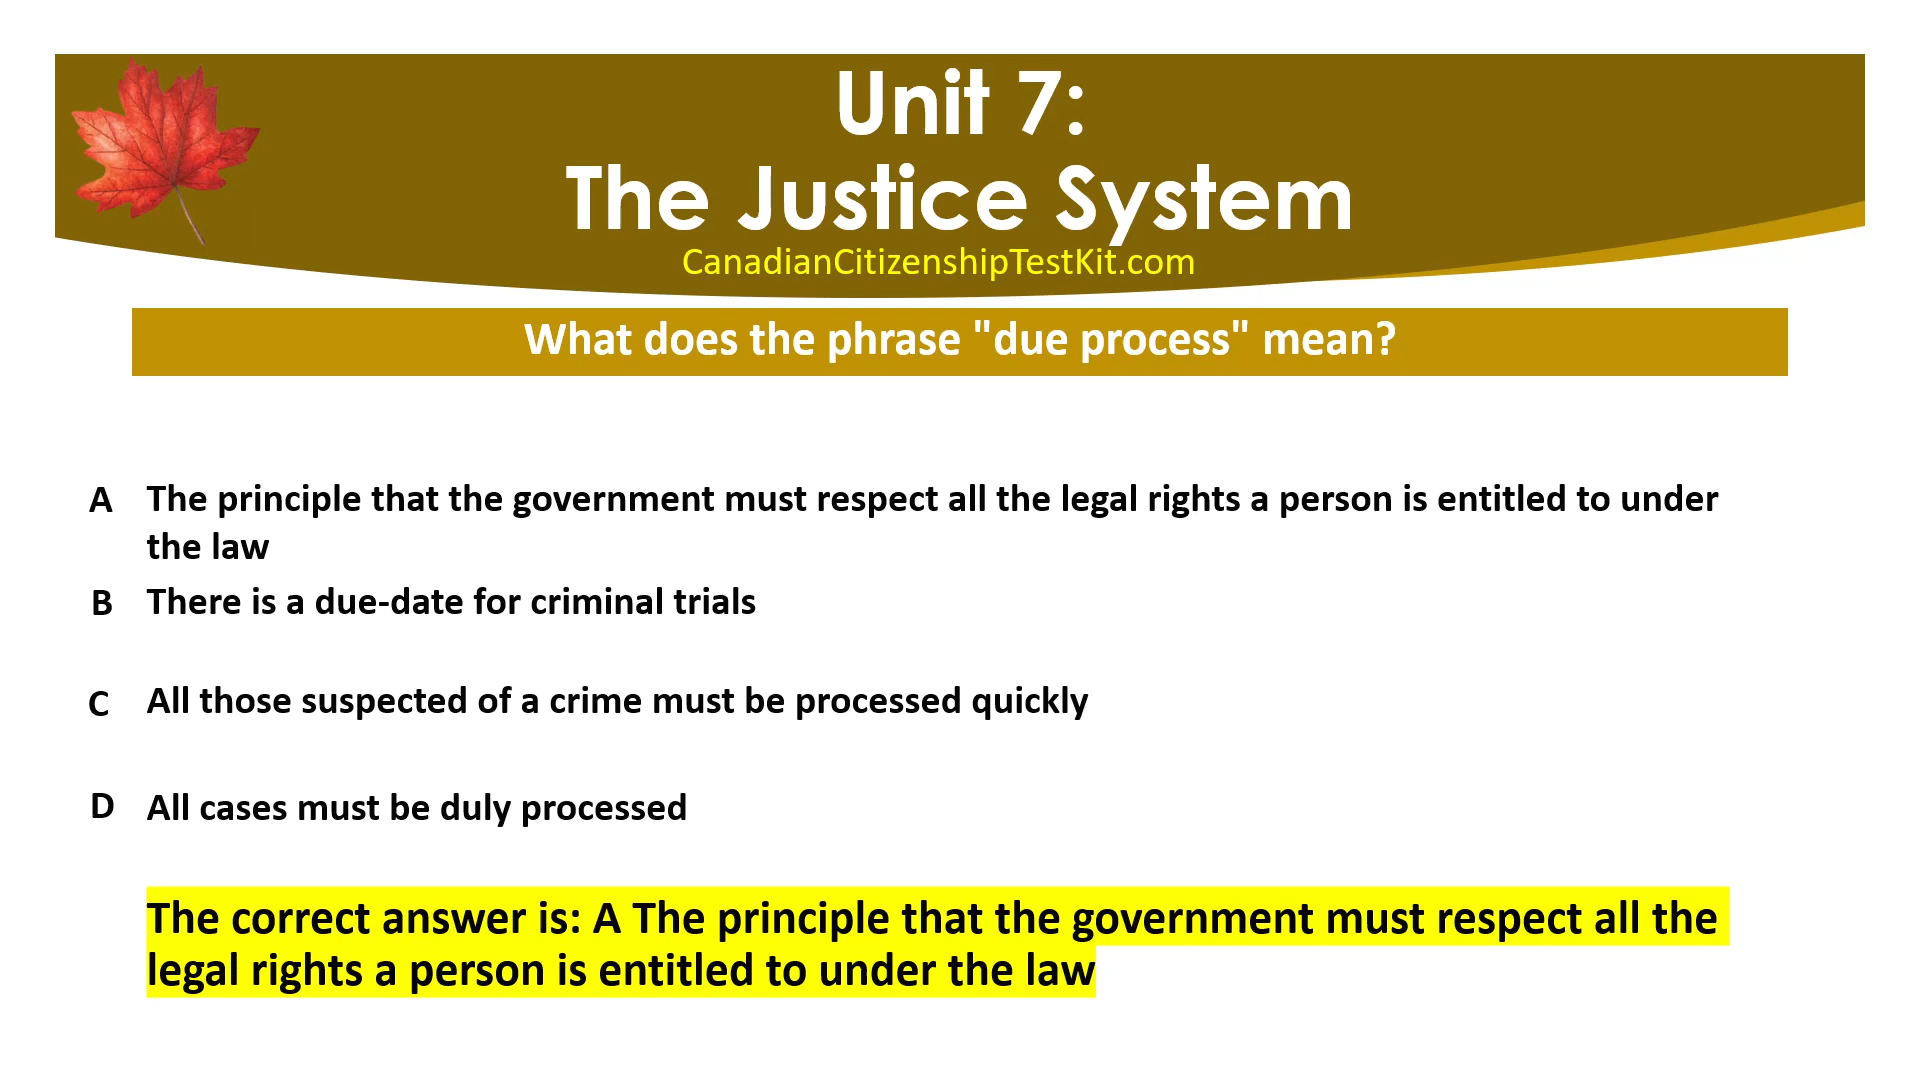 Unit 7:
The Justice System
CanadianCitizenshipTestKit.com
What does the phrase "due process" mean?
A The principle that the government must respect all the legal rights a person is entitled to under
the law
B There is a due-date for criminal trials
C All those suspected of a crime must be processed quickly
D All cases must be duly processed
The correct answer is: A The principle that the government must respect all the
legal rights a person is entitled to under the law